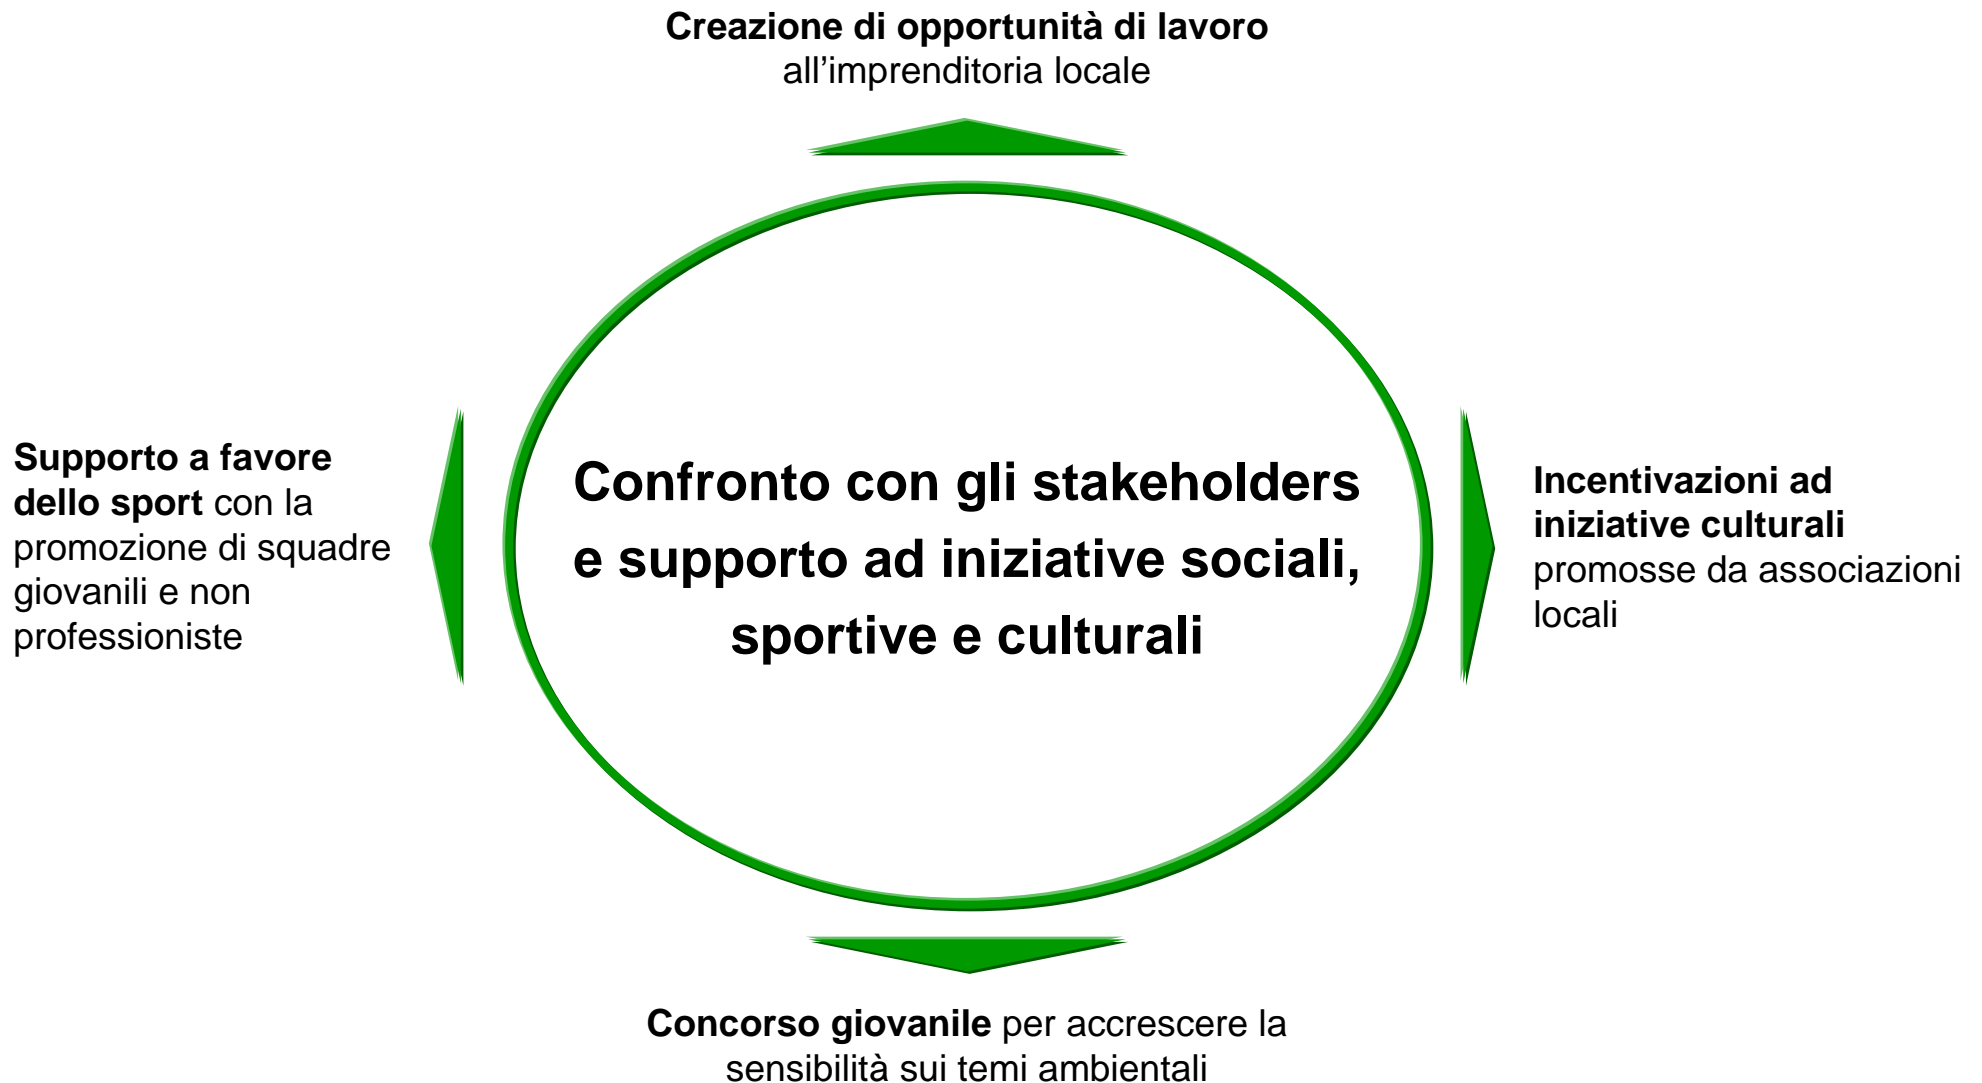 Creazione di opportunità di lavoro
all’imprenditoria locale
Supporto a favore
dello sport con la
promozione di squadre
giovanili e non
professioniste
Confronto con gli stakeholders
e supporto ad iniziative sociali,
sportive e culturali
Incentivazioni ad
iniziative culturali
promosse da associazioni
locali
Concorso giovanile per accrescere la
sensibilità sui temi ambientali